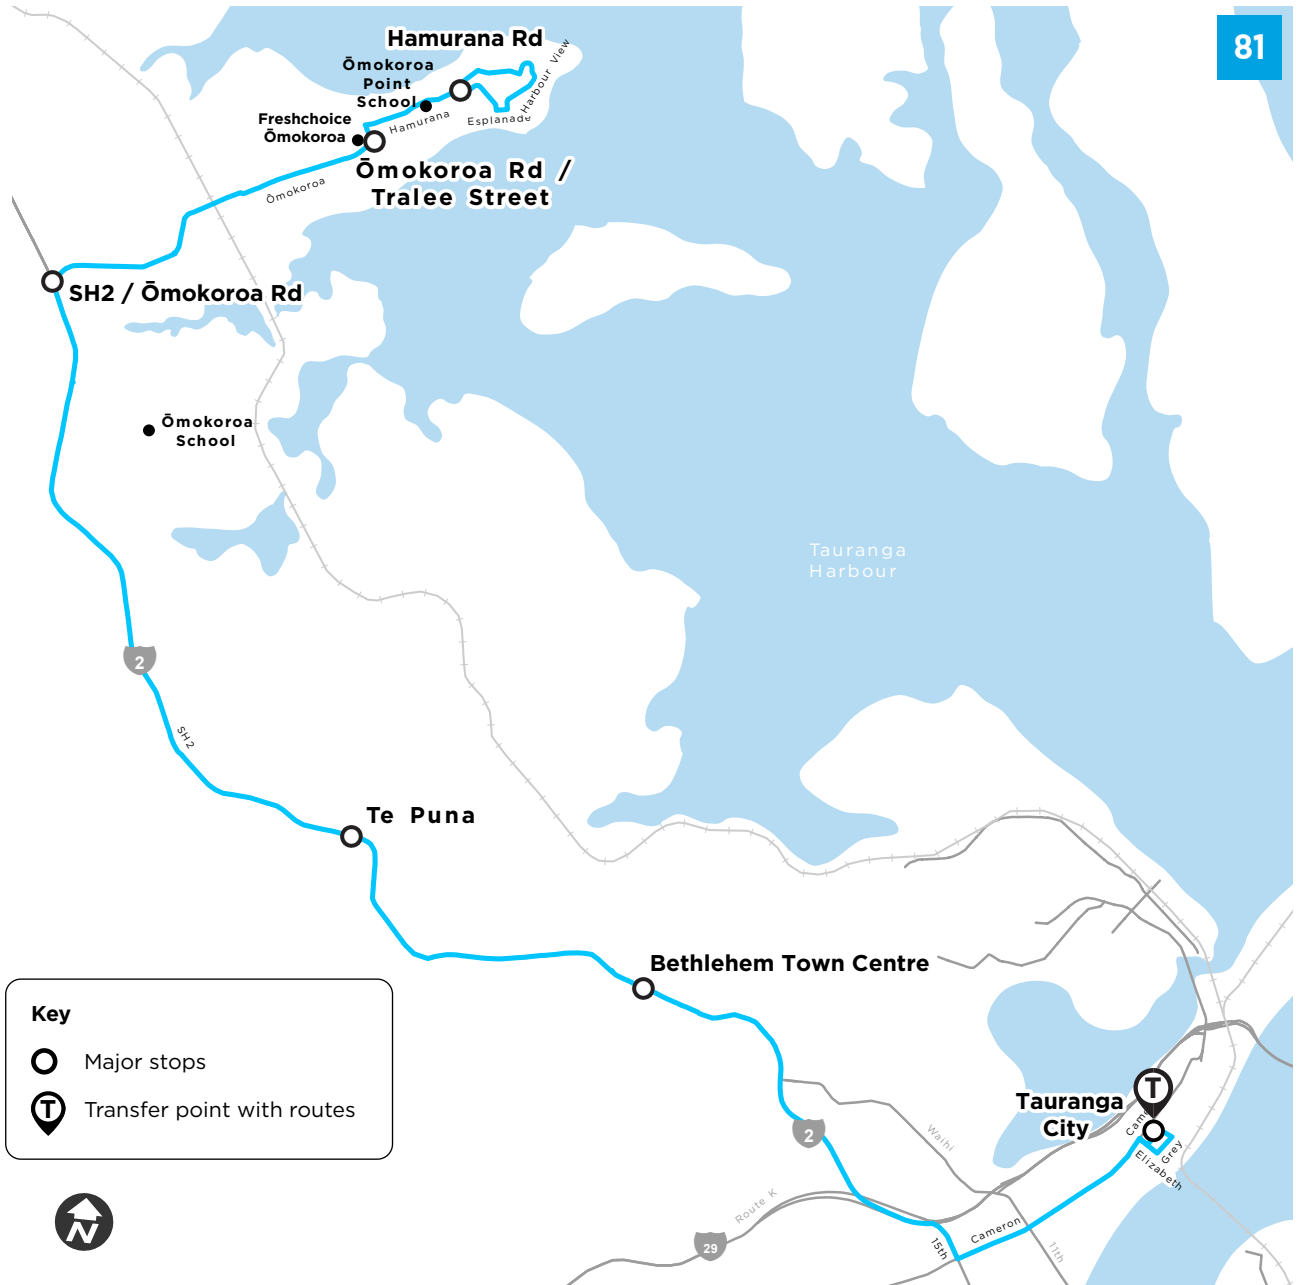 81
Hamurana Rd
Ōmokoroa
Point
School
Harbour View
Freshchoice
Ōmokoroa
Hamurana
Esplanade
Ōmokoroa Rd /
Tralee Street
Ōmokoroa
SH2 / Ōmokoroa Rd
Ōmokoroa
School
Tauranga
Harbour
2
SH2
Te Puna
Bethlehem Town Centre
Key
Major stops
T
Transfer point with routes
N
T
Tauranga
City
Came
Grey
Elizabeth
2
Waihi
Route K
29
15th
Cameron
11th